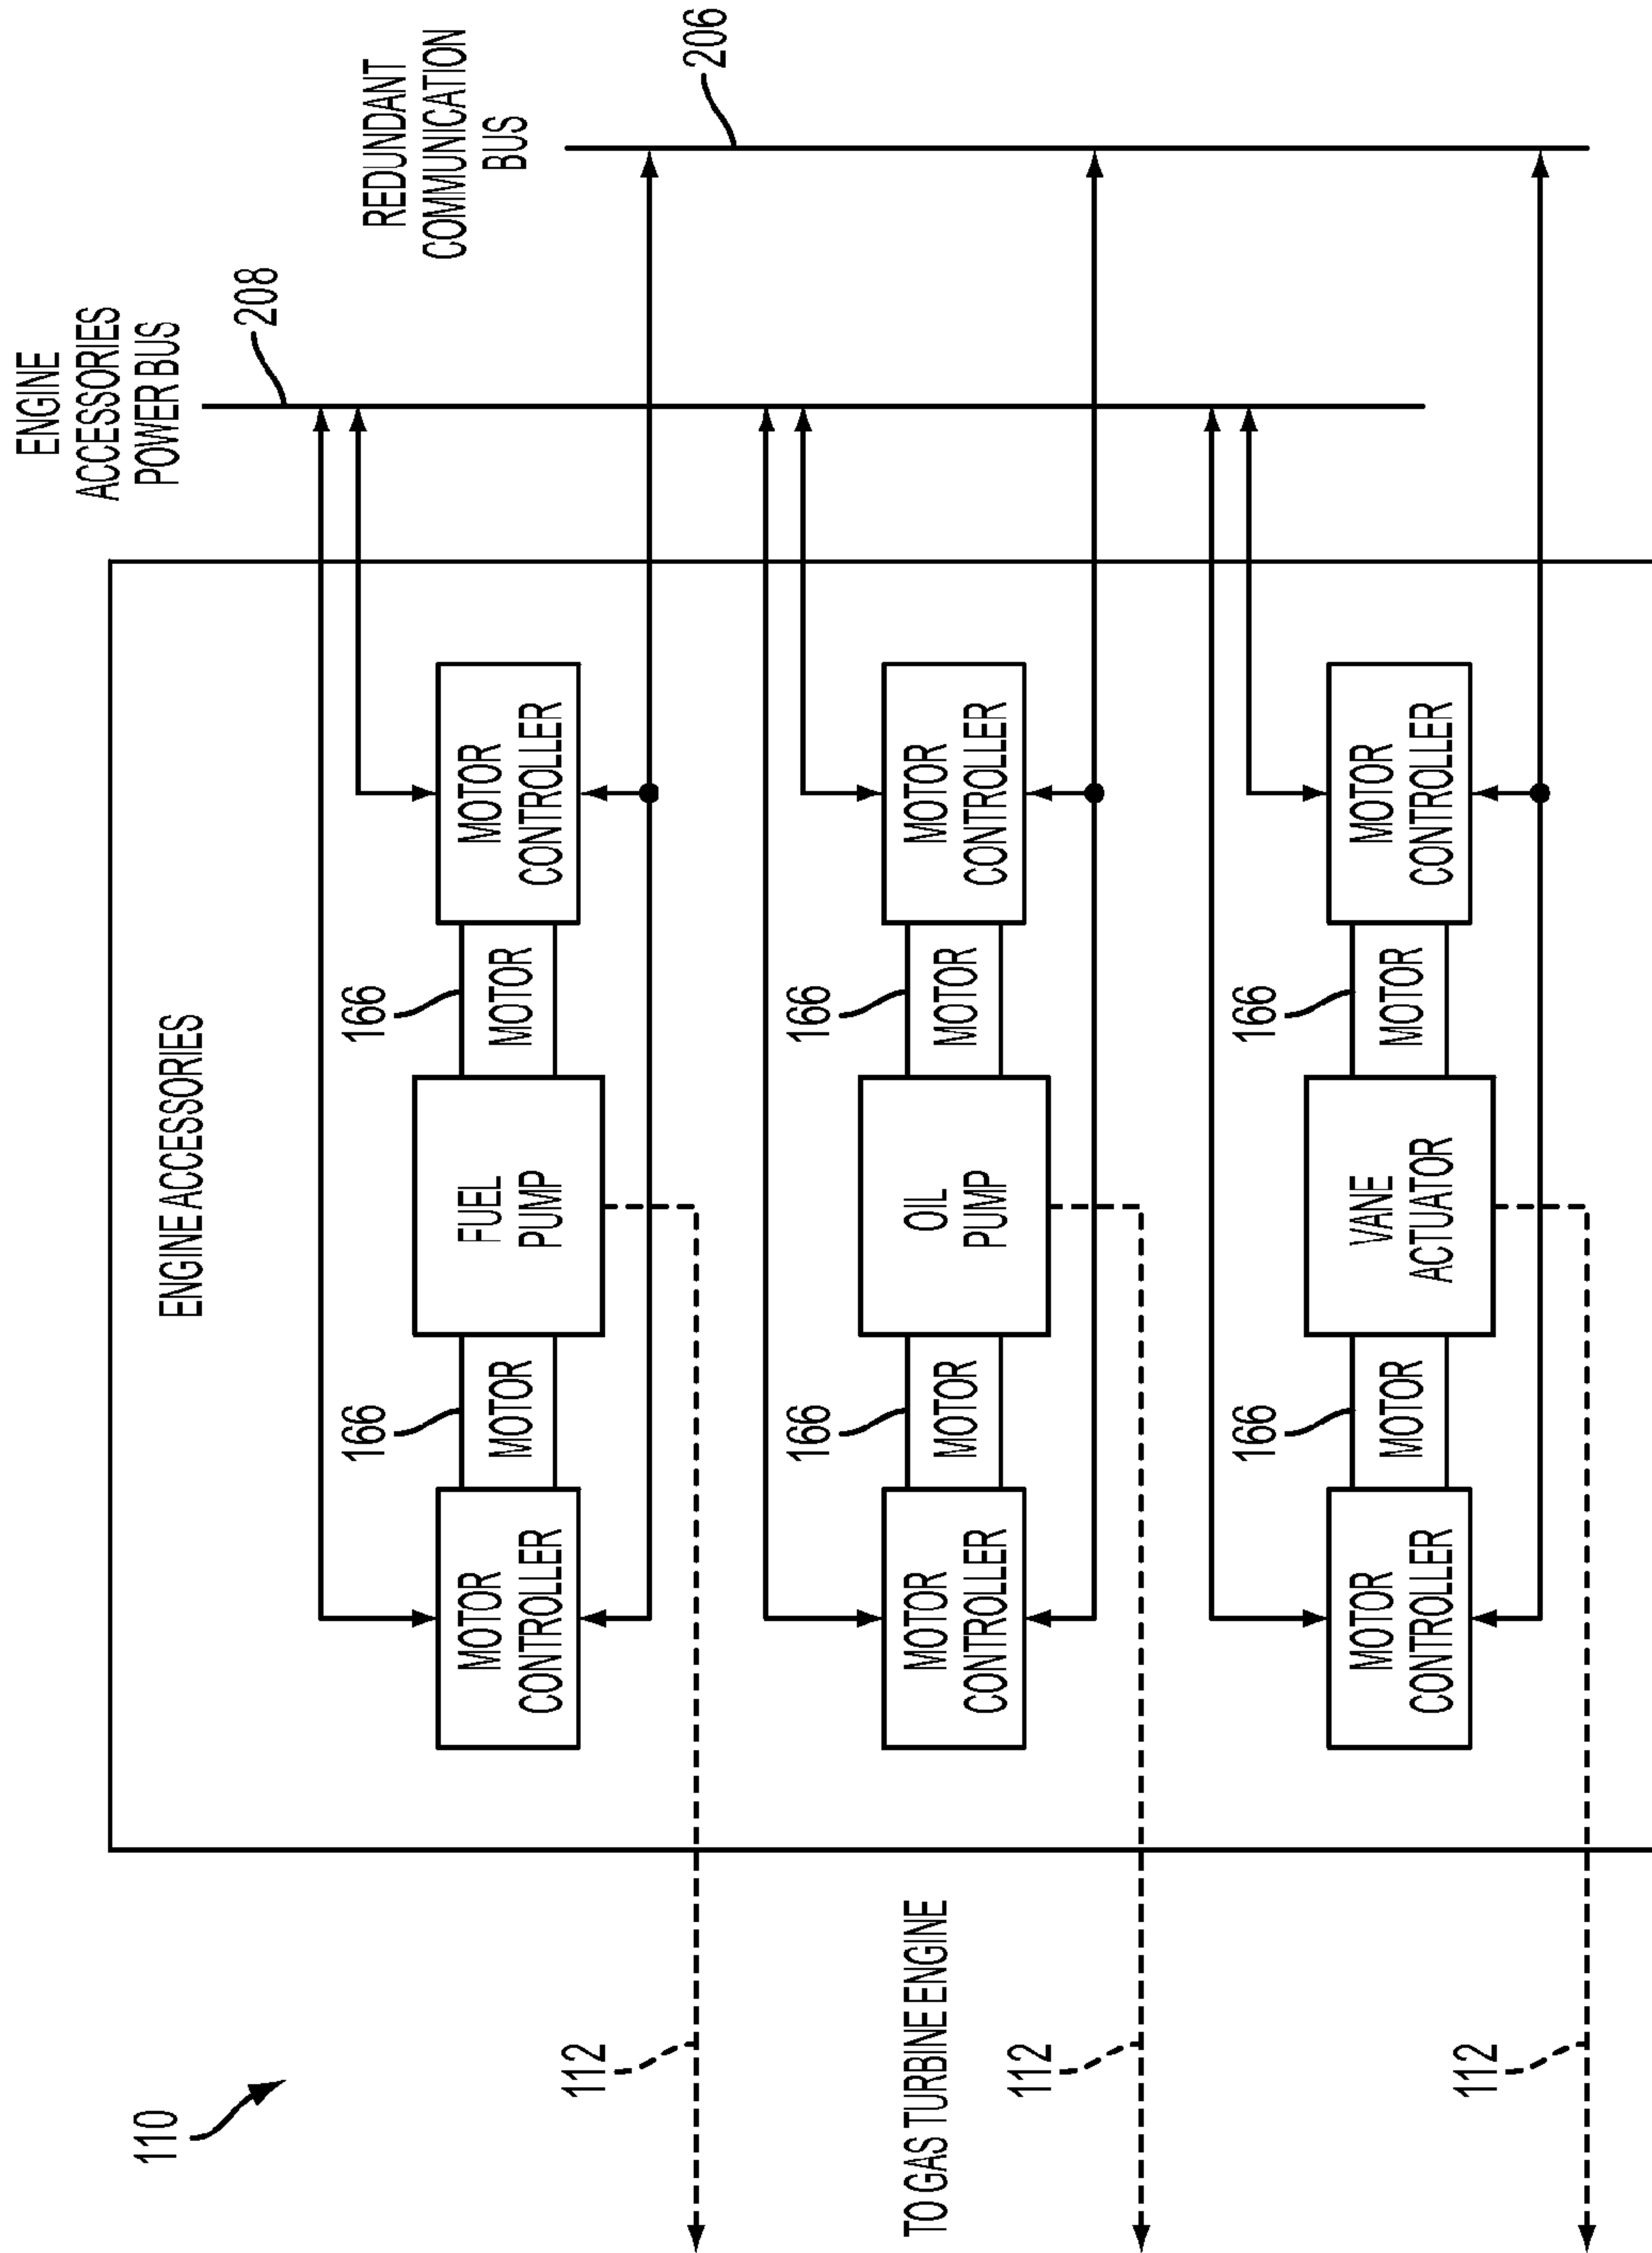 110
ENGINE
ACCESSORIES
POWER BUS
208
REDUNDANT
COMMUNICATION
BUS
206
ENGINE ACCESSORIES
166
166
MOTOR
CONTROLLER
MOTOR
FUEL
PUMP
MOTOR
MOTOR
CONTROLLER
112
166
166
MOTOR
CONTROLLER
MOTOR
OIL
PUMP
MOTOR
MOTOR
CONTROLLER
TO GAS TURBINE ENGINE
112
166
166
MOTOR
CONTROLLER
MOTOR
VANE
ACTUATOR
MOTOR
MOTOR
CONTROLLER
112